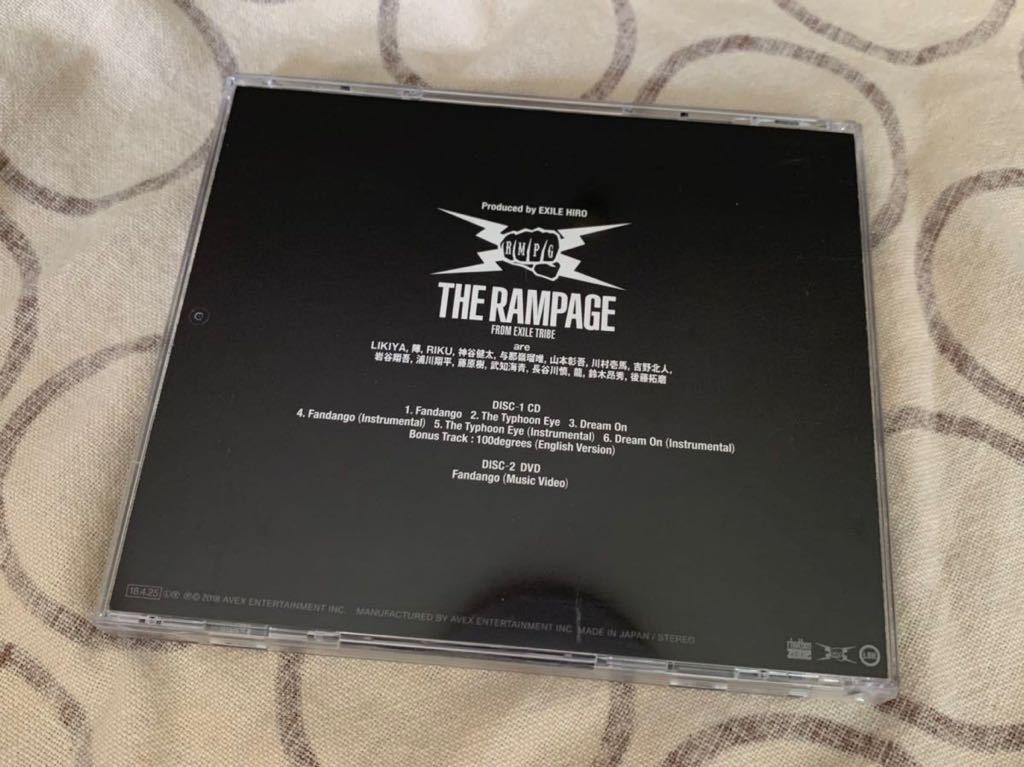 Produced by EXILE HIRO
R/M/P/G
THE RAMPAGE
FROM EXILE TRIBE
are
LIKIYA, 陣, RIKU, 神谷健太, 与那嶺瑠唯, 山本彰吾, 川村壱馬, 吉野北人,
岩谷翔吾, 浦川翔平, 藤原樹, 武知海青, 長谷川慎, 龍, 鈴木昂秀, 後藤拓磨
DISC-1 CD
1. Fandango 2. The Typhoon Eye 3. Dream On
4. Fandango (Instrumental) 5. The Typhoon Eye (Instrumental) 6. Dream On (Instrumental)
Bonus Track : 100degrees (English Version)
DISC-2 DVD
Fandango (Music Video)
18.4.25 ℗© 2018 AVEX ENTERTAINMENT INC. MANUFACTURED BY AVEX ENTERTAINMENT INC. MADE IN JAPAN / STEREO
rhythm zone LDH